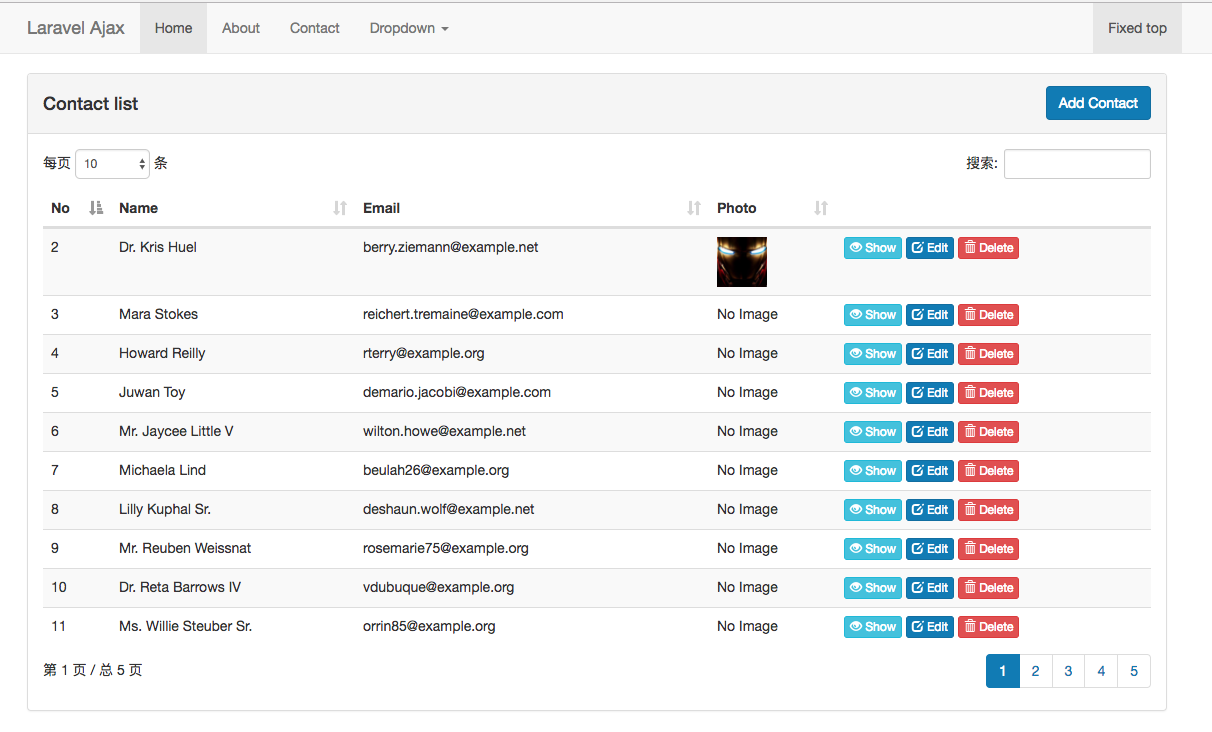 Laravel Ajax Home About Contact Dropdown Fixed top
Contact list Add Contact
每页 10 条 搜索:
No Name Email Photo
2 Dr. Kris Huel berry.ziemann@example.net Show Edit Delete
3 Mara Stokes reichert.tremaine@example.com No Image Show Edit Delete
4 Howard Reilly rterry@example.org No Image Show Edit Delete
5 Juwan Toy demario.jacobi@example.com No Image Show Edit Delete
6 Mr. Jaycee Little V wilton.howe@example.net No Image Show Edit Delete
7 Michaela Lind beulah26@example.org No Image Show Edit Delete
8 Lilly Kuphal Sr. deshaun.wolf@example.net No Image Show Edit Delete
9 Mr. Reuben Weissnat rosemarie75@example.org No Image Show Edit Delete
10 Dr. Reta Barrows IV vdubuque@example.org No Image Show Edit Delete
11 Ms. Willie Steuber Sr. orrin85@example.org No Image Show Edit Delete
第 1 页 / 总 5 页 1 2 3 4 5